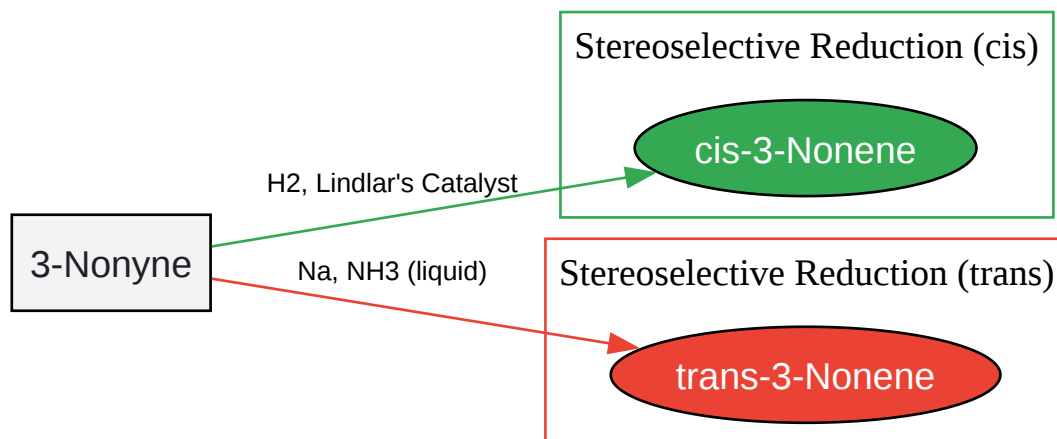 Stereoselective Reduction (cis)
cis-3-Nonene
H2, Lindlar's Catalyst
3-Nonyne
Na, NH3 (liquid)
Stereoselective Reduction (trans)
trans-3-Nonene